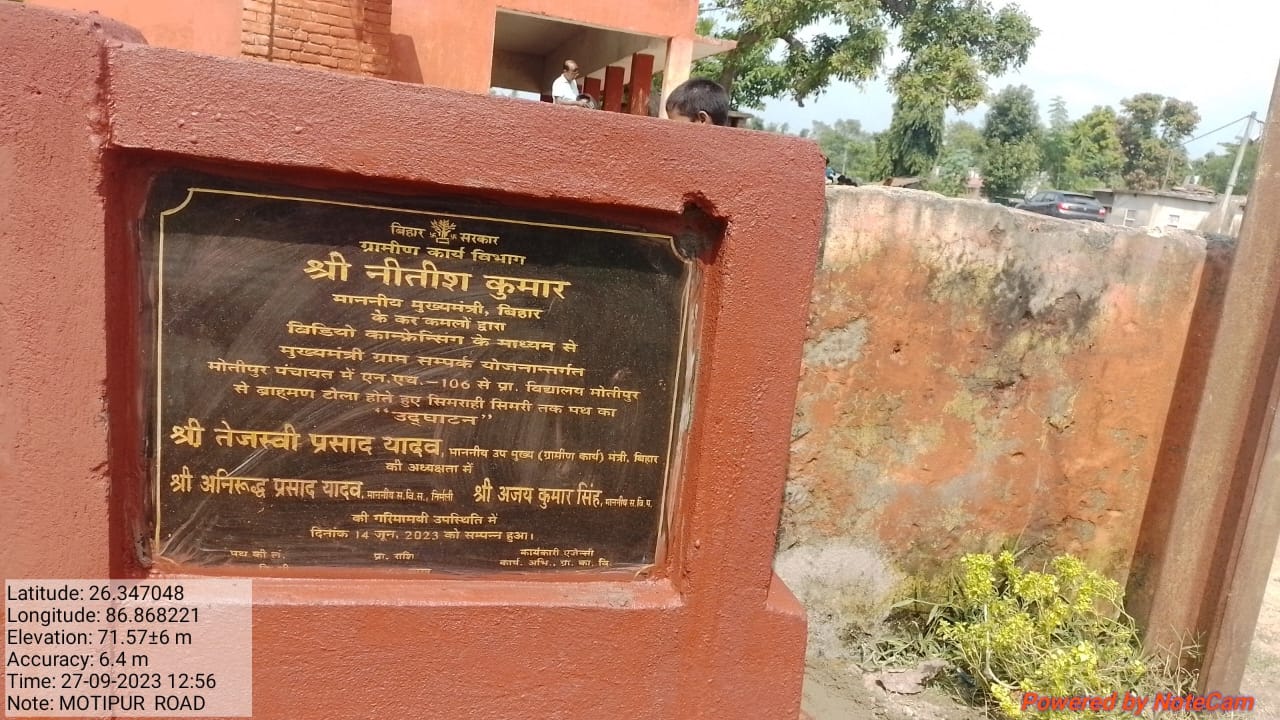 बिहार सरकार
ग्रामीण कार्य विभाग
श्री नीतीश कुमार
माननीय मुख्यमंत्री, बिहार
के कर कमलों द्वारा
विडियो कान्फ्रेन्सिंग के माध्यम से
मुख्यमंत्री ग्राम सम्पर्क योजनान्तर्गत
मोतीपुर पंचायत में एन.एच.-106 से प्रा. विद्यालय मोतीपुर
से ब्राहमण टोला होते हुए सिमराही सिमरी तक पथ का
"उद्घाटन"
श्री तेजस्वी प्रसाद यादव, माननीय उप मुख्य (ग्रामीण कार्य) मंत्री, बिहार
की अध्यक्षता में
श्री अनिरूद्ध प्रसाद यादव, माननीय स.वि.स., निर्मली श्री अजय कुमार सिंह, माननीय स.वि.प.
की गरिमामयी उपस्थिति में
दिनांक 14 जून, 2023 को सम्पन्न हुआ।
पथ की लं. प्रा. राशि कार्यकारी एजेन्सी
कार्य. अभि., ग्रा. का. वि.
Latitude: 26.347048
Longitude: 86.868221
Elevation: 71.57±6 m
Accuracy: 6.4 m
Time: 27-09-2023 12:56
Note: MOTIPUR ROAD
Powered by NoteCam